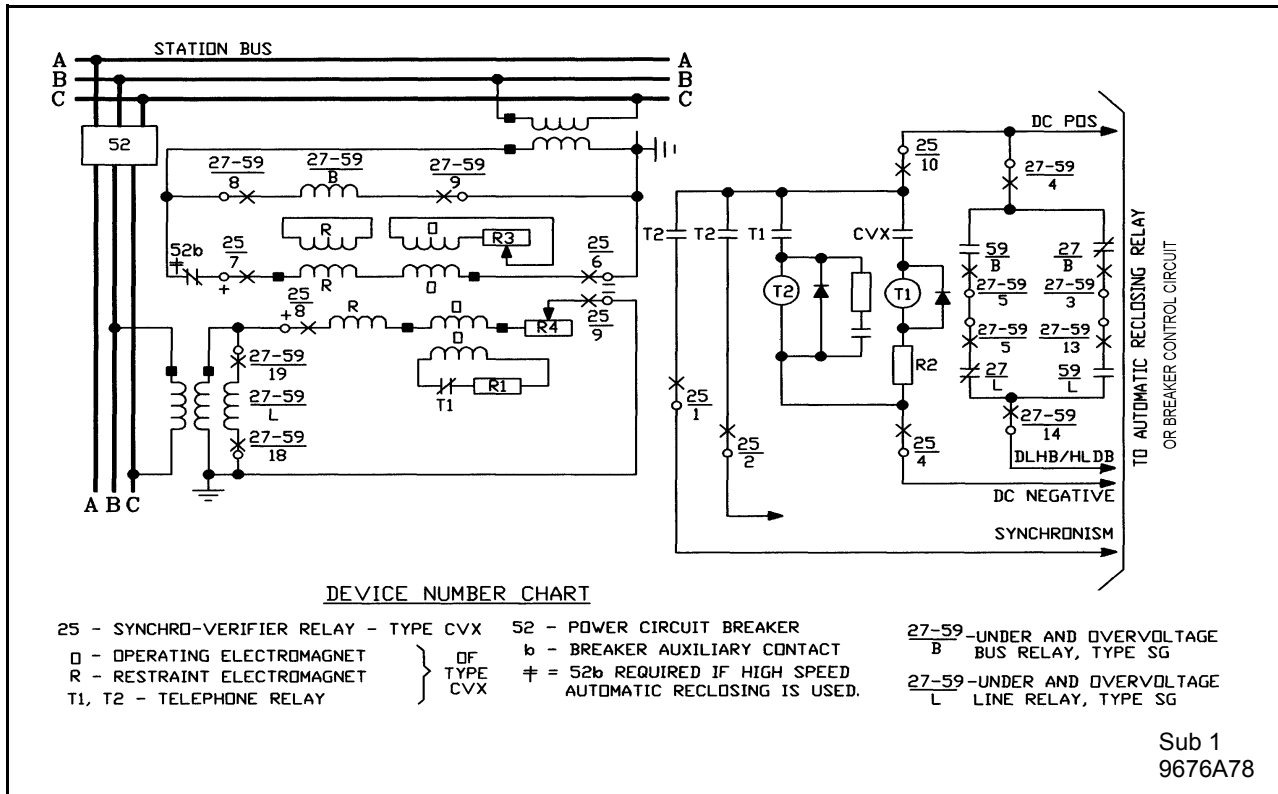 STATION BUS
A A
B B
C C
52
27-59
8
27-59
B
27-59
9
R
O
R3
52b
‡
25
7
+
R
O
25
6
25
8
+
R
O
O
R4
25
9
27-59
19
27-59
L
27-59
18
T1
R1
A B C
DC POS
25
10
27-59
4
T2
T2
T1
CVX
59
B
27
B
T2
T1
27-59
5
27-59
3
R2
27-59
5
27-59
13
27
L
59
L
25
1
25
2
25
4
27-59
14
DLHB/HLDB
DC NEGATIVE
SYNCHRONISM
TO AUTOMATIC RECLOSING RELAY
OR BREAKER CONTROL CIRCUIT
DEVICE NUMBER CHART
25 - SYNCHRO-VERIFIER RELAY - TYPE CVX
O - OPERATING ELECTROMAGNET
R - RESTRAINT ELECTROMAGNET
T1, T2 - TELEPHONE RELAY
OF
TYPE
CVX
52 - POWER CIRCUIT BREAKER
b - BREAKER AUXILIARY CONTACT
‡ = 52b REQUIRED IF HIGH SPEED
AUTOMATIC RECLOSING IS USED.
27-59 - UNDER AND OVERVOLTAGE
B BUS RELAY, TYPE SG
27-59 - UNDER AND OVERVOLTAGE
L LINE RELAY, TYPE SG
Sub 1
9676A78